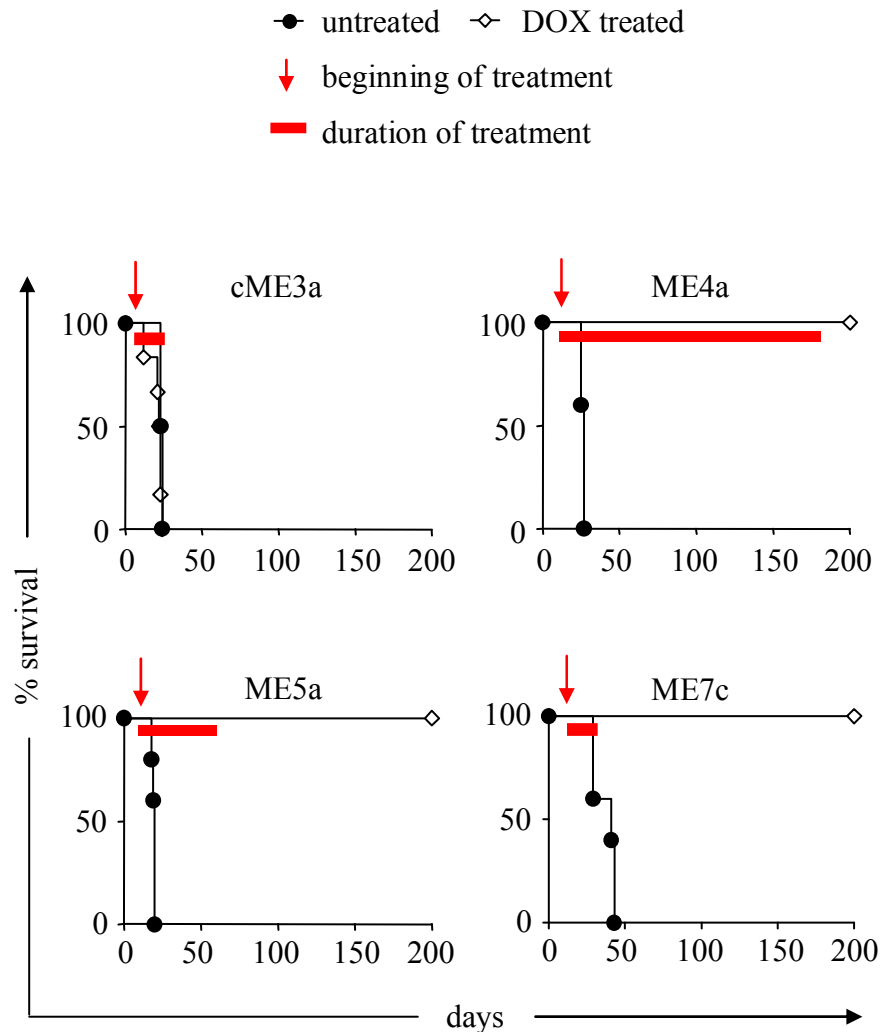 untreated DOX treated
beginning of treatment
duration of treatment
cME3a ME4a
100 100
50 50
0 0
0 50 100 150 200 0 50 100 150 200
% survival
ME5a ME7c
100 100
50 50
0 0
0 50 100 150 200 0 50 100 150 200
days